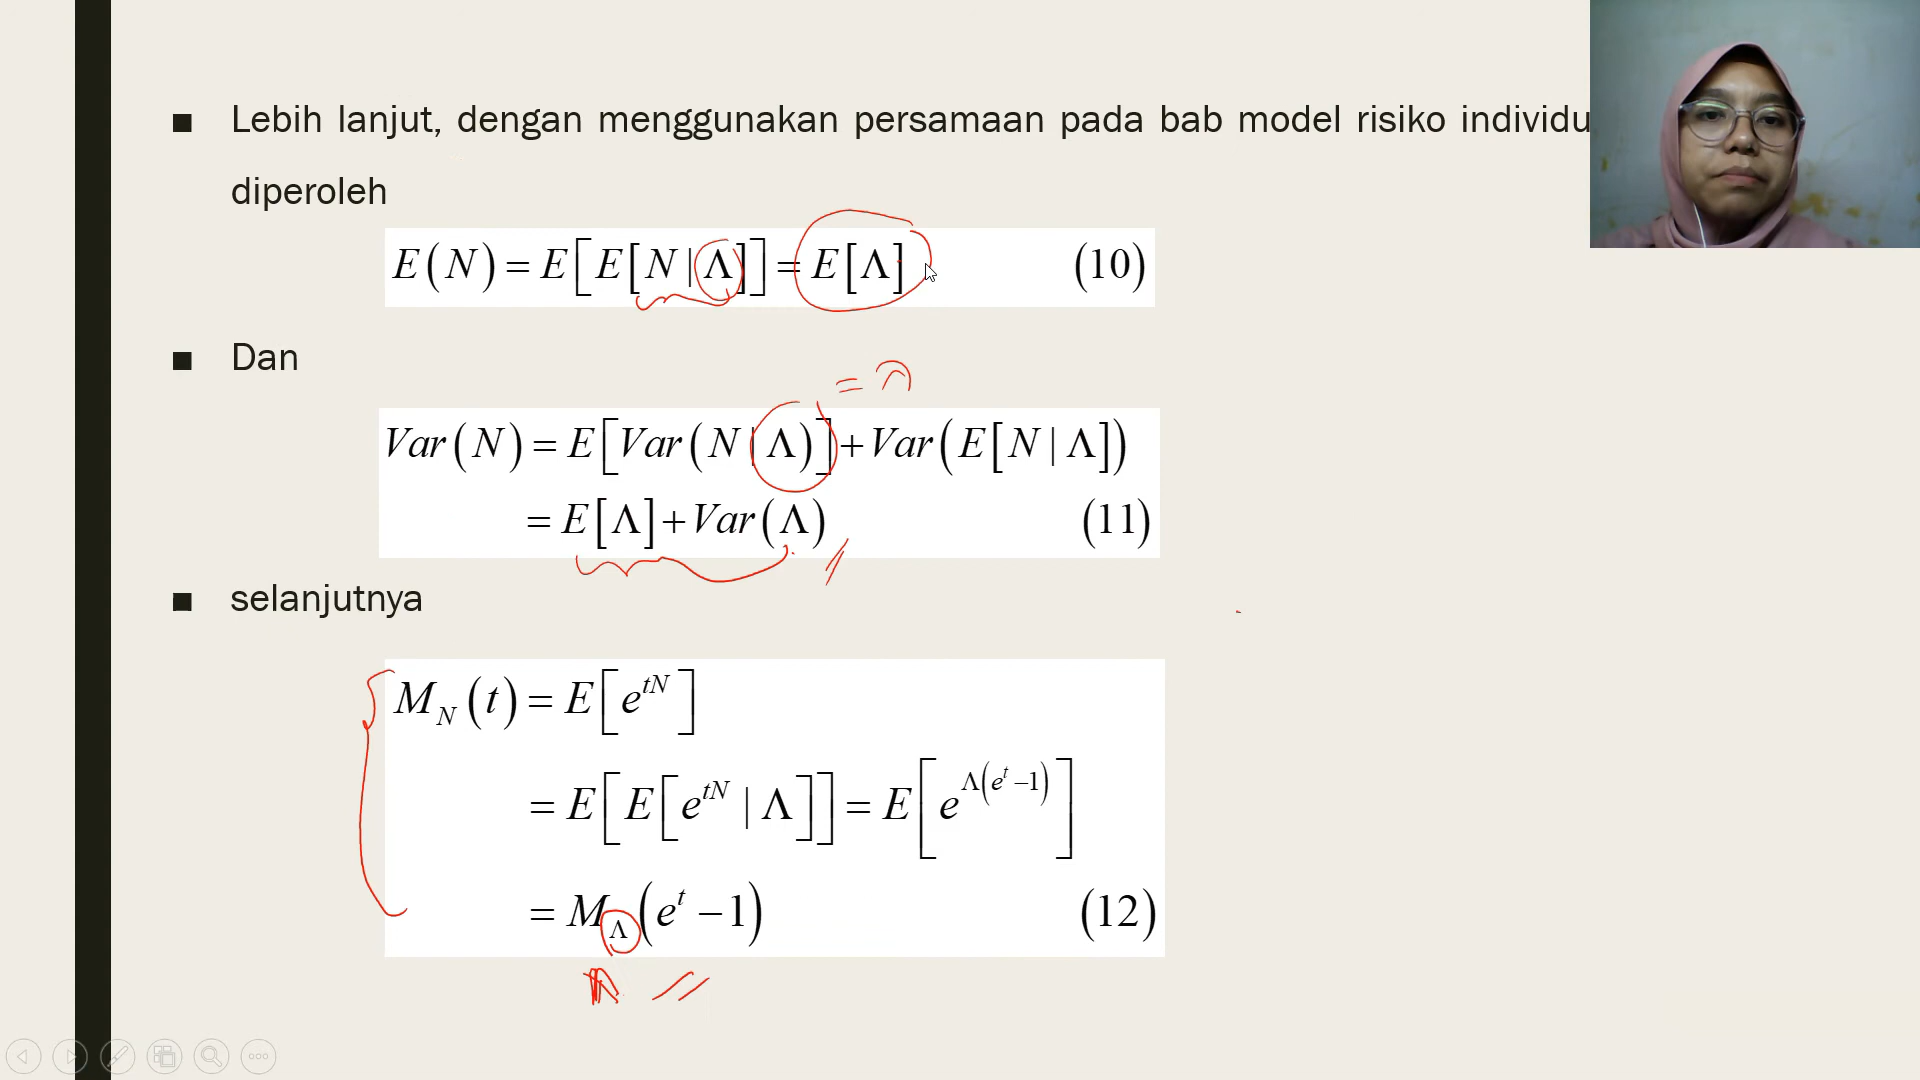 ■ Lebih lanjut, dengan menggunakan persamaan pada bab model risiko individu
diperoleh
E(N) = E[E[N | Λ]] = E[Λ] (10)
■ Dan
= λ
Var(N) = E[Var(N | Λ)] + Var(E[N | Λ])
= E[Λ] + Var(Λ) (11)
■ selanjutnya
M_N(t) = E[e^{tN}]
= E[E[e^{tN} | Λ]] = E[e^{Λ(e^t −1)}]
= M_Λ(e^t − 1) (12)